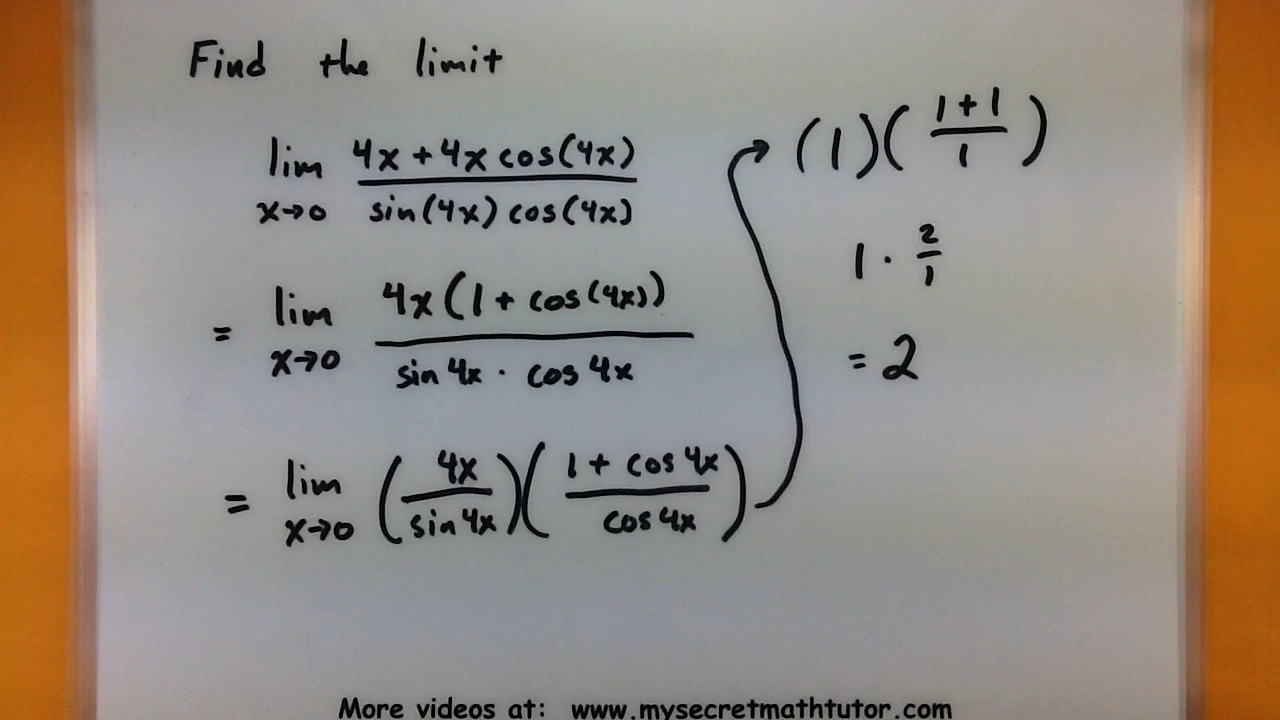 Find the limit
lim x→0 (4x + 4x cos(4x)) / (sin(4x) cos(4x))
= lim x→0 (4x(1 + cos(4x))) / (sin 4x · cos 4x)
= lim x→0 (4x / sin 4x)((1 + cos 4x) / cos 4x)
(1)((1 + 1) / 1)
1 · 2/1
= 2
More videos at: www.mysecretmathtutor.com